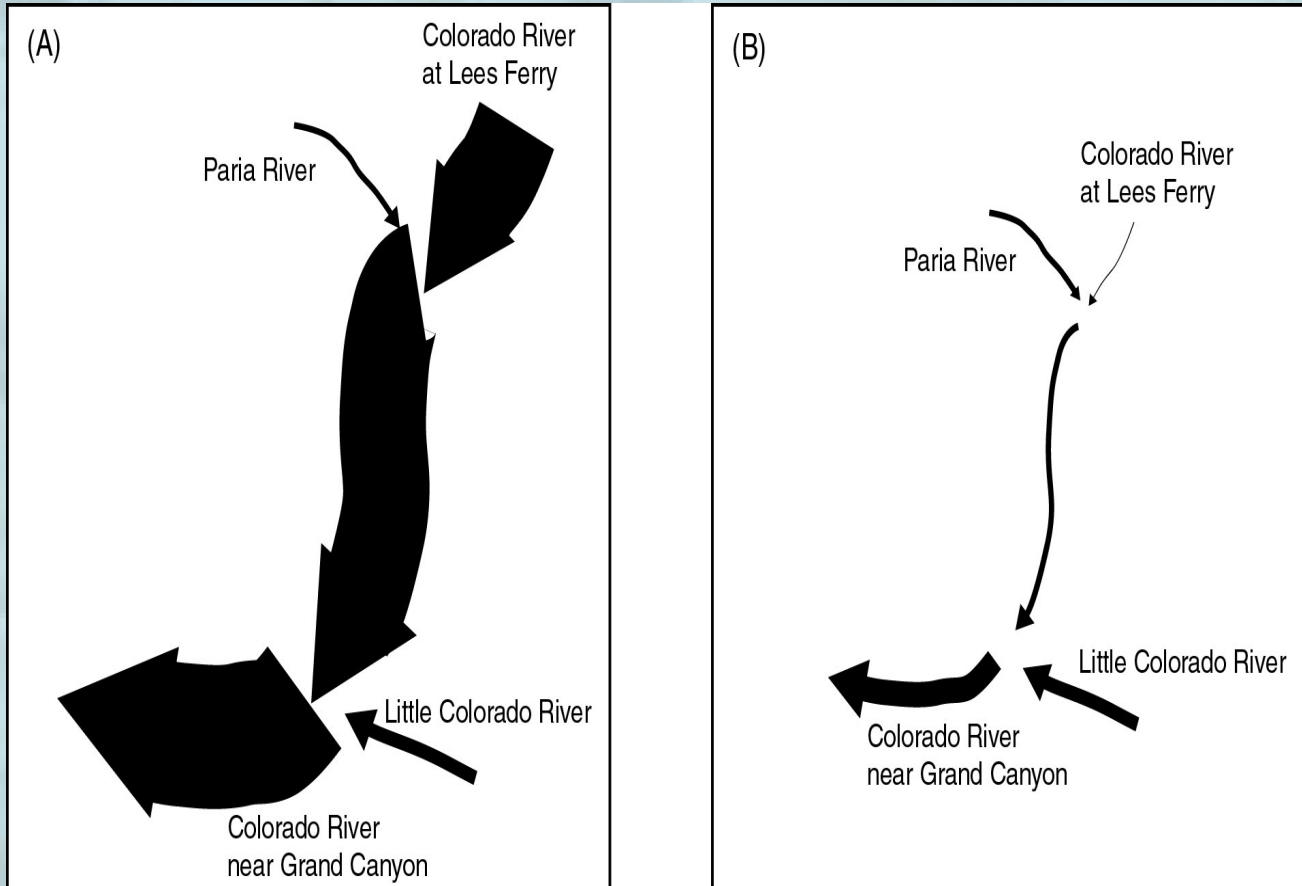 (A)
Colorado River
at Lees Ferry
Paria River
Little Colorado River
Colorado River
near Grand Canyon
(B)
Colorado River
at Lees Ferry
Paria River
Little Colorado River
Colorado River
near Grand Canyon